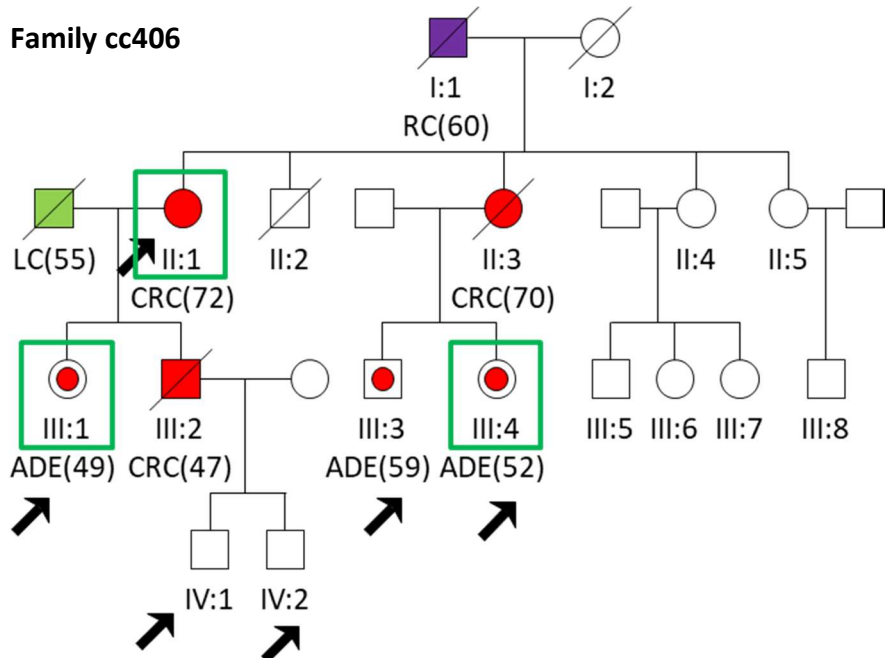 Family cc406
I:1 I:2
RC(60)
LC(55) II:1 II:2 II:3 II:4 II:5
CRC(72) CRC(70)
III:1 III:2 III:3 III:4 III:5 III:6 III:7 III:8
ADE(49) CRC(47) ADE(59) ADE(52)
IV:1 IV:2